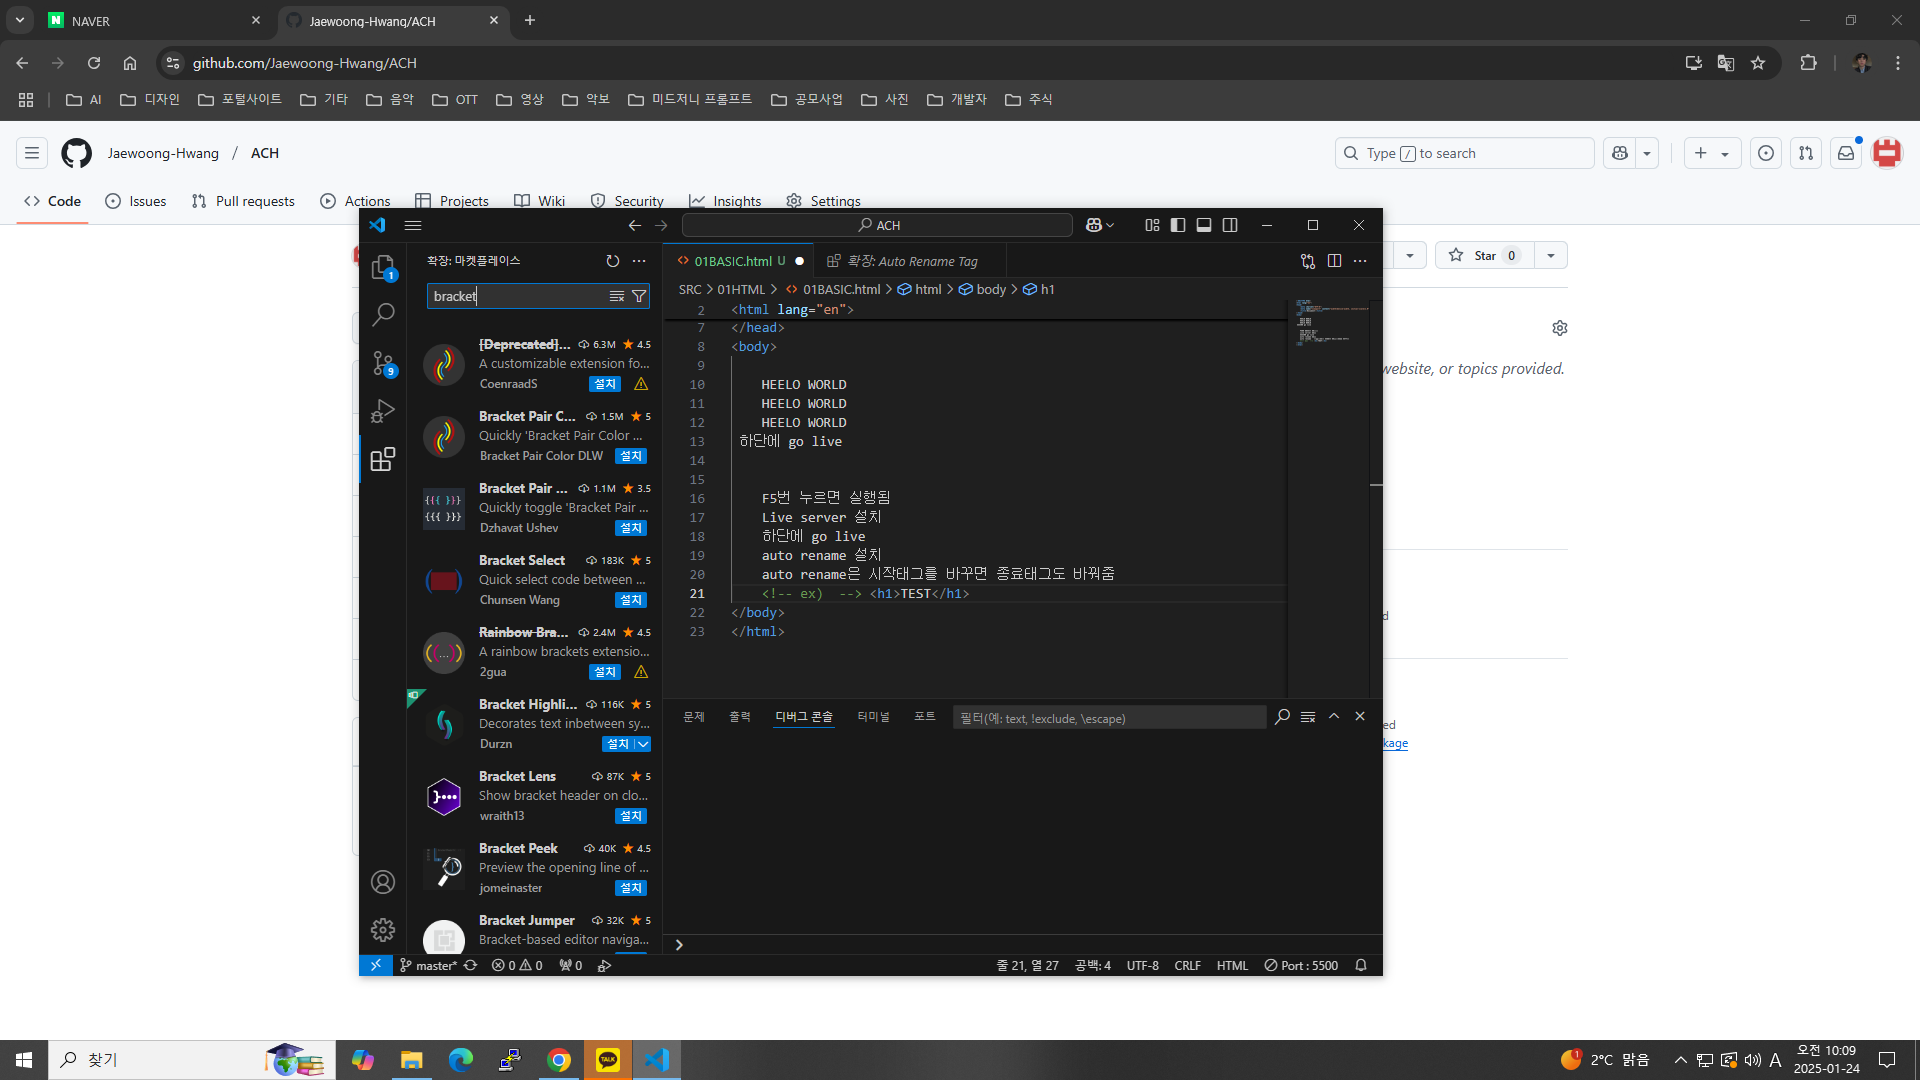 NAVER
Jaewoong-Hwang/ACH
github.com/Jaewoong-Hwang/ACH
AI
디자인
포털사이트
기타
음악
OTT
영상
악보
미드저니 프롬프트
공모사업
사진
개발자
주식
Jaewoong-Hwang / ACH
Type / to search
Code
Issues
Pull requests
Actions
Projects
Wiki
Security
Insights
Settings
Star 0
website, or topics provided.
ACH
확장: 마켓플레이스
bracket
[Deprecated]... 6.3M 4.5
A customizable extension fo...
CoenraadS 설치
Bracket Pair C... 1.5M 5
Quickly 'Bracket Pair Color ...
Bracket Pair Color DLW 설치
Bracket Pair ... 1.1M 3.5
Quickly toggle 'Bracket Pair ...
Dzhavat Ushev 설치
Bracket Select 183K 5
Quick select code between ...
Chunsen Wang 설치
Rainbow Bra... 2.4M 4.5
A rainbow brackets extensio...
2gua 설치
Bracket Highli... 116K 5
Decorates text inbetween sy...
Durzn 설치
Bracket Lens 87K 5
Show bracket header on clo...
wraith13 설치
Bracket Peek 40K 4.5
Preview the opening line of ...
jomeinaster 설치
Bracket Jumper 32K 5
Bracket-based editor naviga...
1
9
01BASIC.html U
확장: Auto Rename Tag
SRC > 01HTML > 01BASIC.html > html > body > h1
2 <html lang="en">
7 </head>
8 <body>
9
10 HEELO WORLD
11 HEELO WORLD
12 HEELO WORLD
13 하단에 go live
14
15
16 F5번 누르면 실행됨
17 Live server 설치
18 하단에 go live
19 auto rename 설치
20 auto rename은 시작태그를 바꾸면 종료태그도 바꿔줌
21 <!-- ex)  --> <h1>TEST</h1>
22 </body>
23 </html>
문제
출력
디버그 콘솔
터미널
포트
필터(예: text, !exclude, \escape)
master*
0 0
0
줄 21, 열 27
공백: 4
UTF-8
CRLF
HTML
Port : 5500
찾기
TALK
1
2°C 맑음
A
오전 10:09
2025-01-24